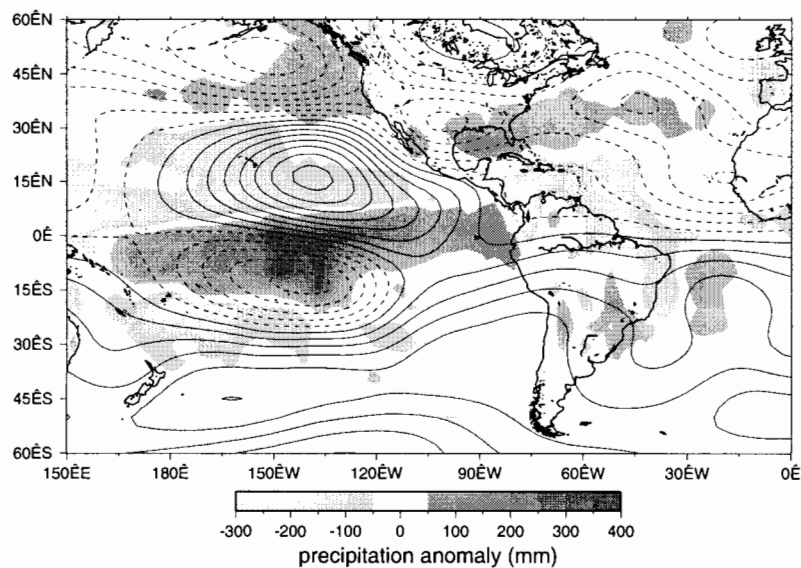 60ÊN
45ÊN
30ÊN
15ÊN
0Ê
15ÊS
30ÊS
45ÊS
60ÊS
150ÊE 180Ê 150ÊW 120ÊW 90ÊW 60ÊW 30ÊW 0Ê
-300 -200 -100 0 100 200 300 400
precipitation anomaly (mm)